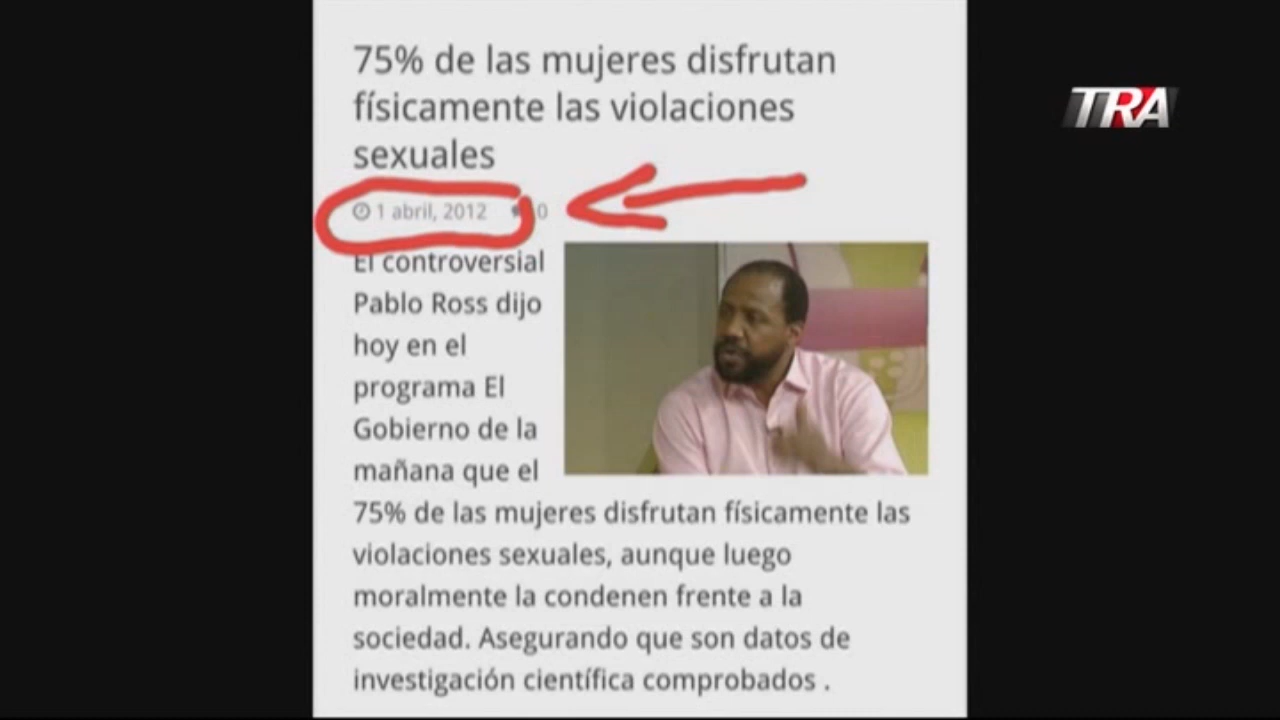 75% de las mujeres disfrutan
físicamente las violaciones
sexuales
1 abril, 2012 0
El controversial
Pablo Ross dijo
hoy en el
programa El
Gobierno de la
mañana que el
75% de las mujeres disfrutan físicamente las
violaciones sexuales, aunque luego
moralmente la condenen frente a la
sociedad. Asegurando que son datos de
investigación científica comprobados .
TRA